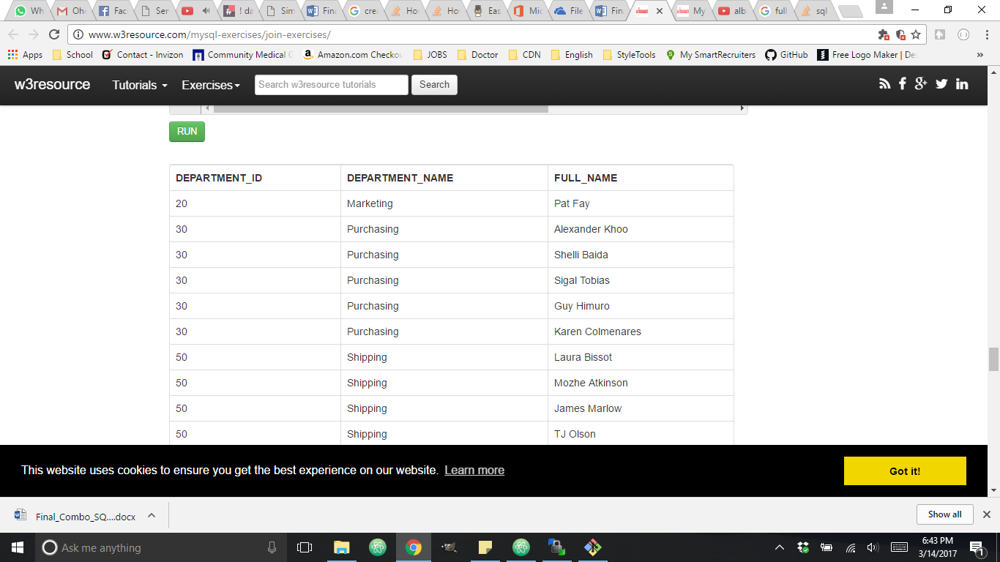 Wh Oh Fac Ser ! da Sim Fina crea Ho Ho Eas Mic File Fin My alb full sql
www.w3resource.com/mysql-exercises/join-exercises/
Apps School Contact - Invizon Community Medical Amazon.com Checkou JOBS Doctor CDN English StyleTools My SmartRecruiters GitHub Free Logo Maker | De »
w3resource Tutorials Exercises Search w3resource tutorials Search
RUN
DEPARTMENT_ID DEPARTMENT_NAME FULL_NAME
20 Marketing Pat Fay
30 Purchasing Alexander Khoo
30 Purchasing Shelli Baida
30 Purchasing Sigal Tobias
30 Purchasing Guy Himuro
30 Purchasing Karen Colmenares
50 Shipping Laura Bissot
50 Shipping Mozhe Atkinson
50 Shipping James Marlow
50 Shipping TJ Olson
This website uses cookies to ensure you get the best experience on our website. Learn more Got it!
Final_Combo_SQ....docx Show all
Ask me anything 6:43 PM
3/14/2017 1